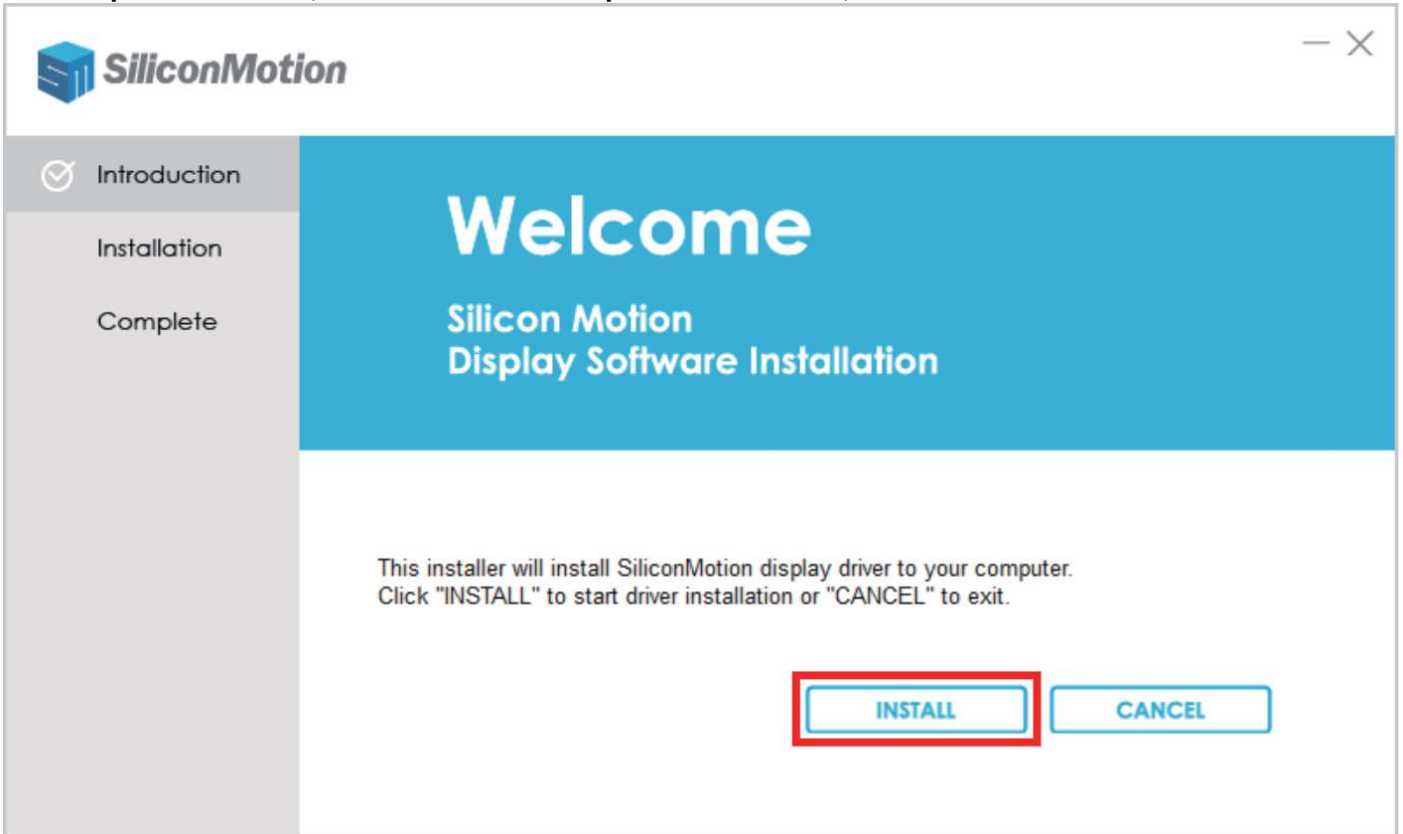 SiliconMotion
Introduction
Installation
Complete
Welcome
Silicon Motion
Display Software Installation
This installer will install SiliconMotion display driver to your computer.
Click "INSTALL" to start driver installation or "CANCEL" to exit.
INSTALL CANCEL